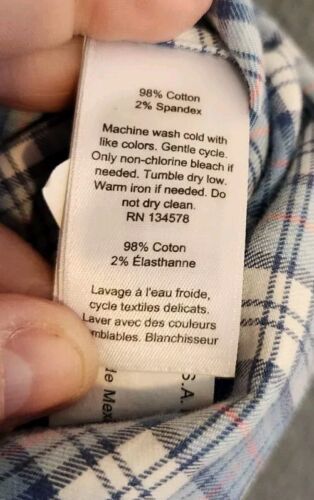 98% Cotton
2% Spandex
Machine wash cold with
like colors. Gentle cycle.
Only non-chlorine bleach if
needed. Tumble dry low.
Warm iron if needed. Do
not dry clean.
RN 134578
98% Coton
2% Élasthanne
Lavage à l'eau froide,
cycle textiles delicats.
Laver avec des couleurs
mblables. Blanchisseur
S.A.